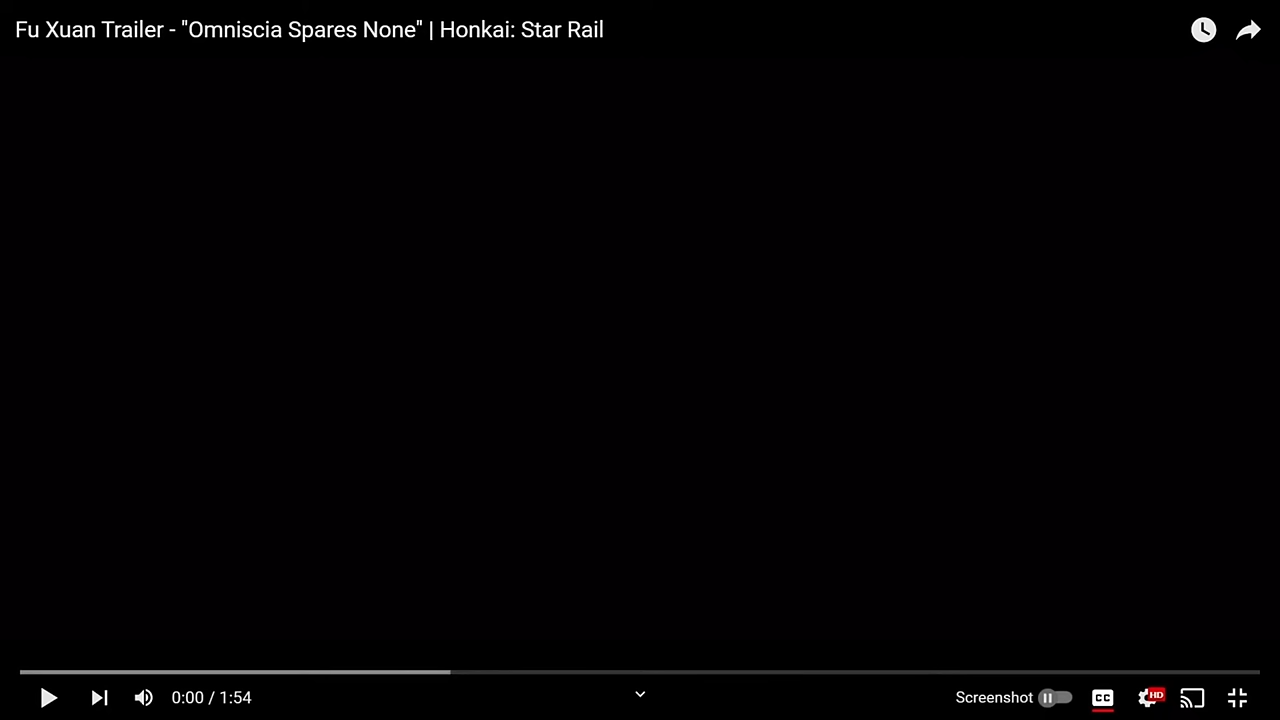 Fu Xuan Trailer - "Omniscia Spares None" | Honkai: Star Rail
0:00 / 1:54
Screenshot
CC
HD